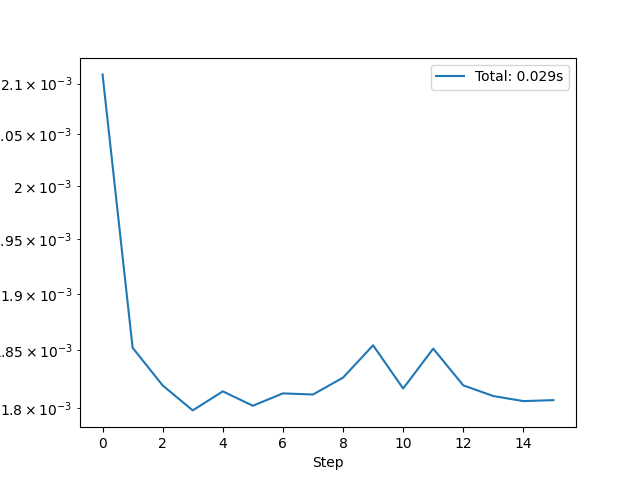 Total: 0.029s
2.1 × 10⁻³
.05 × 10⁻³
2 × 10⁻³
.95 × 10⁻³
1.9 × 10⁻³
.85 × 10⁻³
1.8 × 10⁻³
0 2 4 6 8 10 12 14
Step